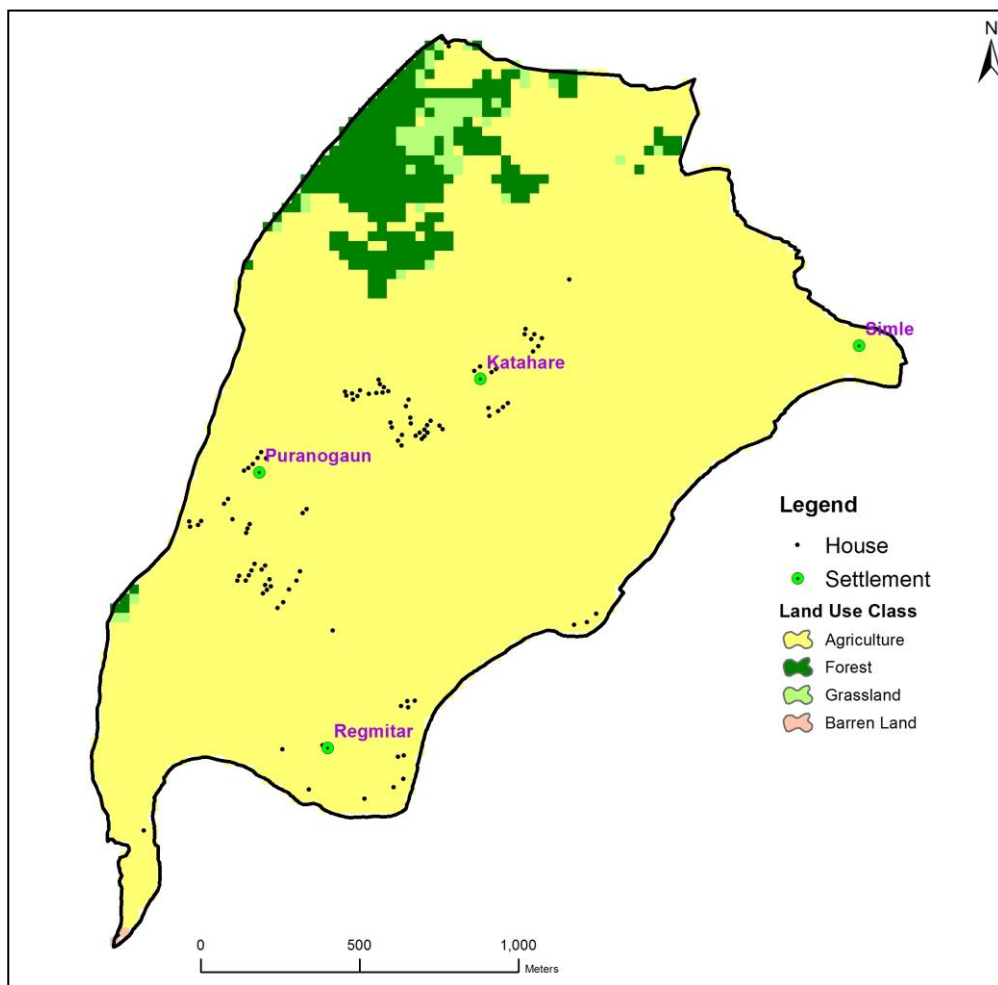 N
Simle
Katahare
Puranogaun
Legend
House
Settlement
Land Use Class
Agriculture
Forest
Grassland
Barren Land
Regmitar
0 500 1,000
Meters